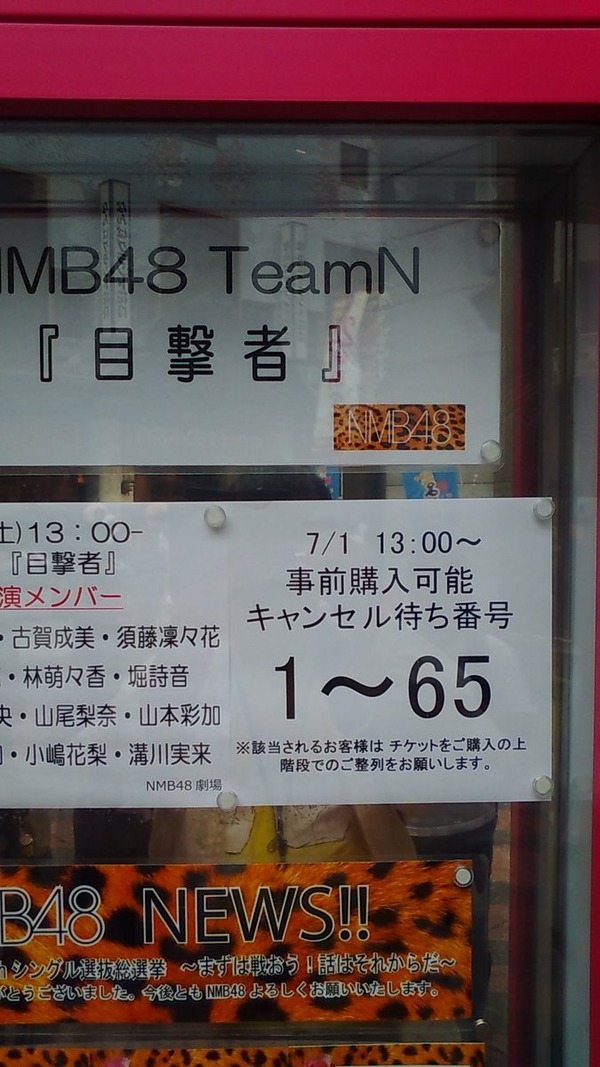 NMB48 TeamN
『目撃者』
NMB48
土)13：00-
『目撃者』
演メンバー
・古賀成美・須藤凜々花
・林萌々香・堀詩音
央・山尾梨奈・山本彩加
・小嶋花梨・溝川実来
NMB48 劇場
7/1 13:00～
事前購入可能
キャンセル待ち番号
1～65
※該当されるお客様は チケットをご購入の上
階段でのご整列をお願いします。
B48 NEWS!!
hシングル選抜総選挙 ～まずは戦おう！話はそれからだ～
がとうございました。今後とも NMB48 よろしくお願いいたします。